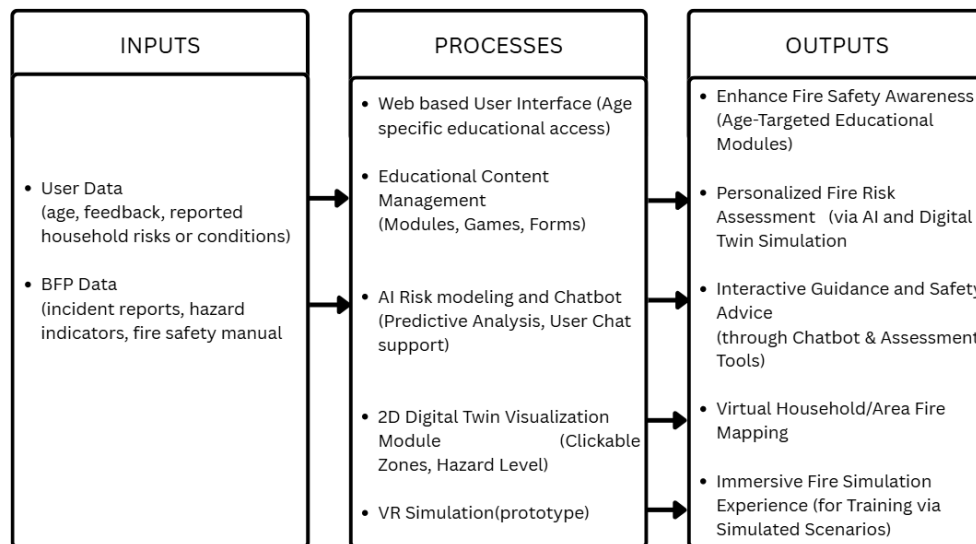 INPUTS
• User Data
(age, feedback, reported
household risks or conditions)
• BFP Data
(incident reports, hazard
indicators, fire safety manual
PROCESSES
• Web based User Interface (Age
specific educational access)
• Educational Content
Management
(Modules, Games, Forms)
• AI Risk modeling and Chatbot
(Predictive Analysis, User Chat
support)
• 2D Digital Twin Visualization
Module (Clickable
Zones, Hazard Level)
• VR Simulation(prototype)
OUTPUTS
• Enhance Fire Safety Awareness
(Age-Targeted Educational
Modules)
• Personalized Fire Risk
Assessment (via AI and Digital
Twin Simulation
• Interactive Guidance and Safety
Advice
(through Chatbot & Assessment
Tools)
• Virtual Household/Area Fire
Mapping
• Immersive Fire Simulation
Experience (for Training via
Simulated Scenarios)